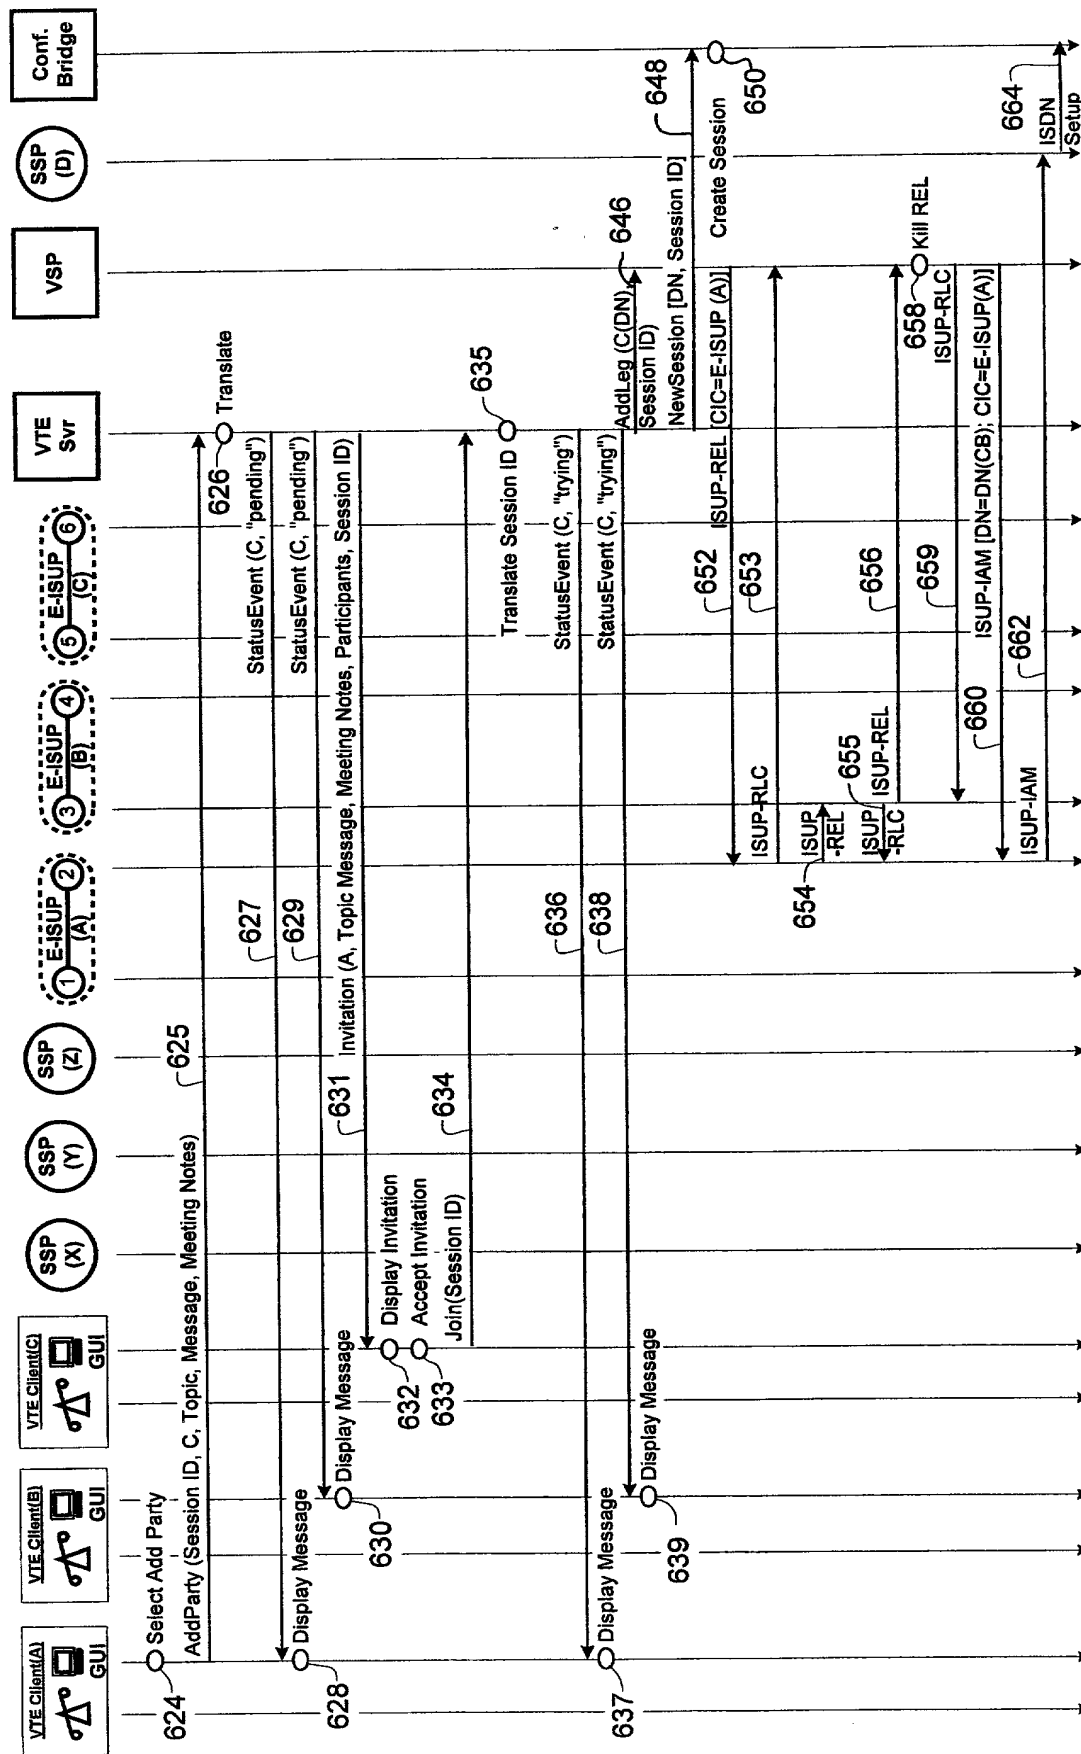 VTE Client(A)
GUI
VTE Client(B)
GUI
VTE Client(C)
GUI
SSP
(X)
SSP
(Y)
SSP
(Z)
1
E-ISUP
(A)
2
3
E-ISUP
(B)
4
5
E-ISUP
(C)
6
VTE
Svr
VSP
SSP
(D)
Conf.
Bridge
624
Select Add Party
AddParty (Session ID, C, Topic, Message, Meeting Notes)
625
626
Translate
627
StatusEvent (C, "pending")
628
Display Message
629
StatusEvent (C, "pending")
630
Display Message
631
Invitation (A, Topic Message, Meeting Notes, Participants, Session ID)
632
Display Invitation
633
Accept Invitation
Join(Session ID)
634
Translate Session ID
635
636
StatusEvent (C, "trying")
637
Display Message
638
StatusEvent (C, "trying")
639
Display Message
AddLeg (C(DN),
Session ID)
646
NewSession [DN, Session ID]
648
Create Session
650
652
ISUP-REL [CIC=E-ISUP (A)]
ISUP-RLC
653
654
ISUP
-REL
ISUP
-RLC
655
ISUP-REL
656
658
Kill REL
659
ISUP-RLC
660
ISUP-IAM [DN=DN(CB); CIC=E-ISUP(A)]
ISUP-IAM
662
ISDN
Setup
664